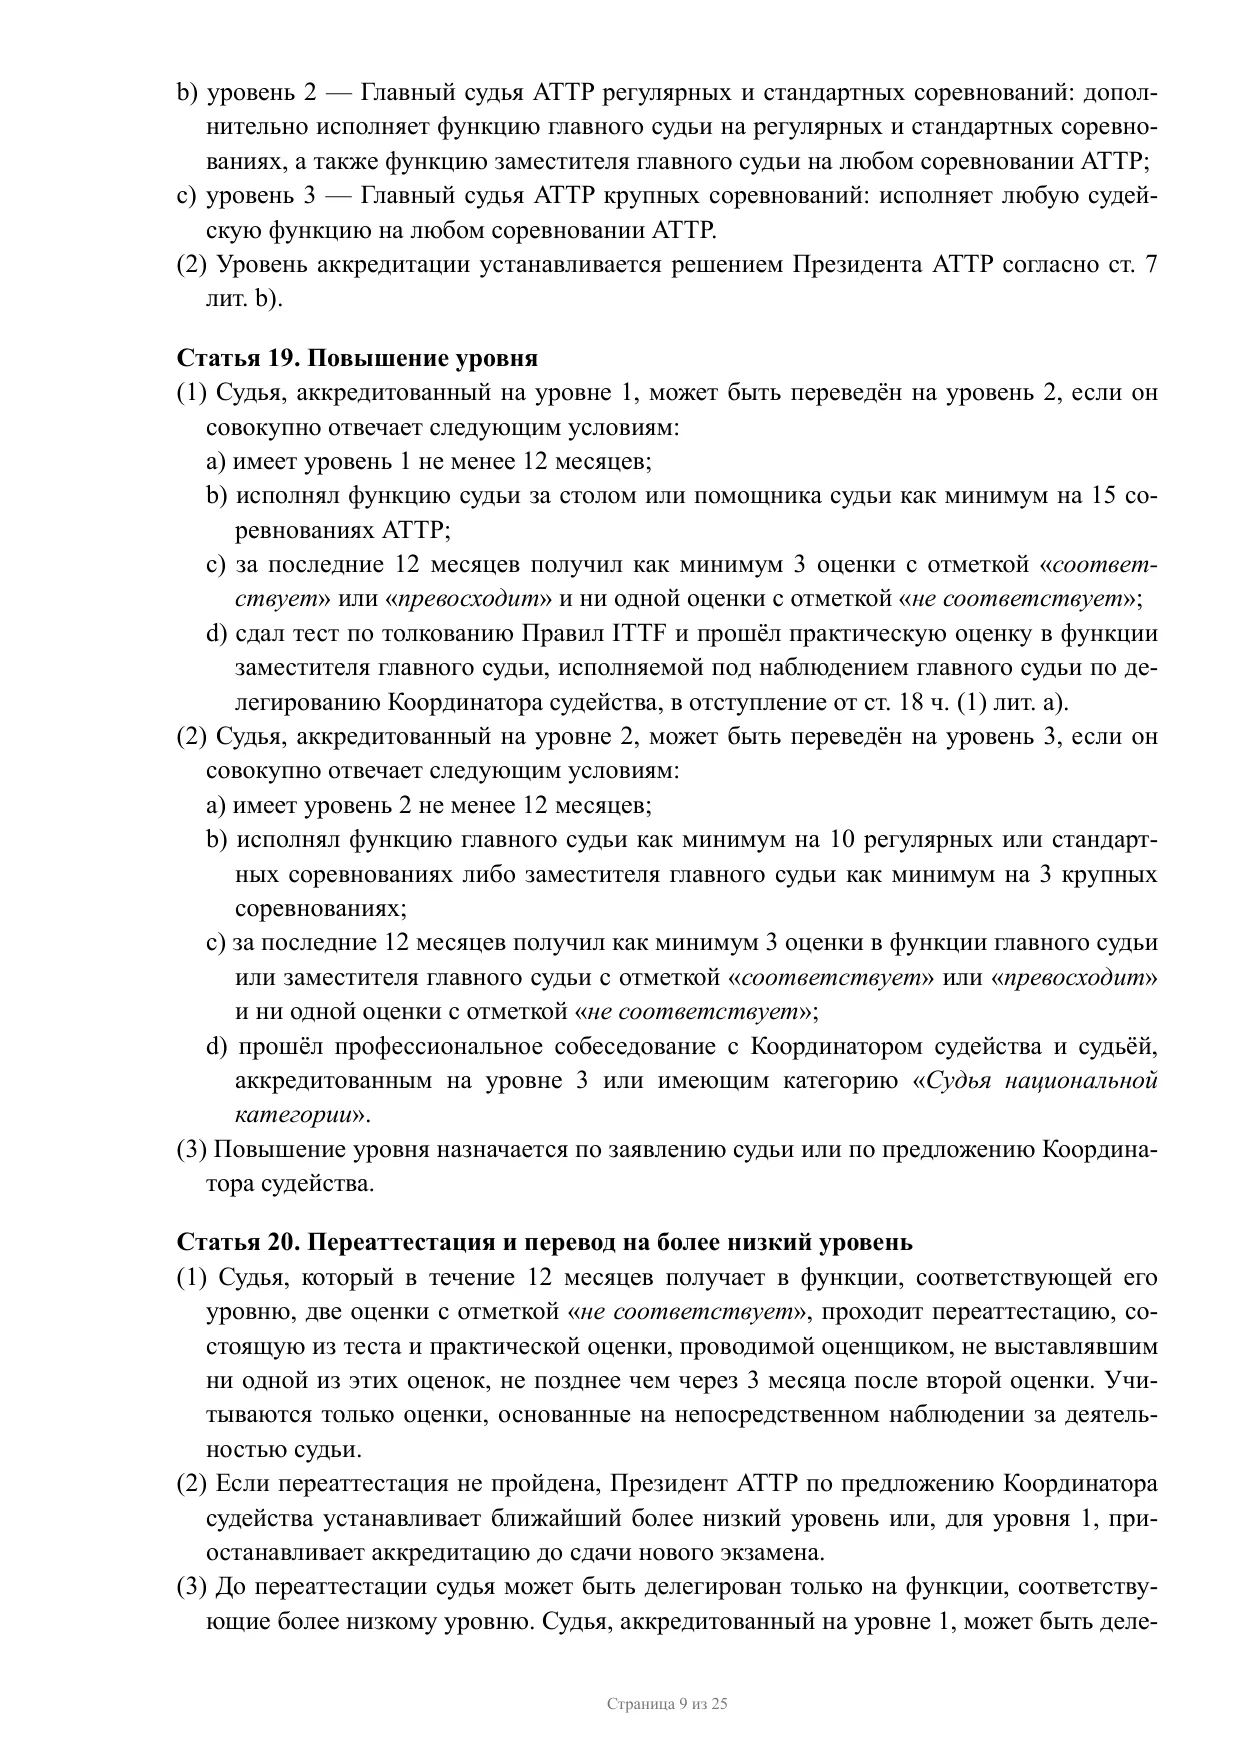 b) уровень 2 — Главный судья ATTP регулярных и стандартных соревнований: допол-
нительно исполняет функцию главного судьи на регулярных и стандартных соревно-
ваниях, а также функцию заместителя главного судьи на любом соревновании ATTP;
c) уровень 3 — Главный судья ATTP крупных соревнований: исполняет любую судей-
скую функцию на любом соревновании ATTP.
(2) Уровень аккредитации устанавливается решением Президента ATTP согласно ст. 7
лит. b).
Статья 19. Повышение уровня
(1) Судья, аккредитованный на уровне 1, может быть переведён на уровень 2, если он
совокупно отвечает следующим условиям:
a) имеет уровень 1 не менее 12 месяцев;
b) исполнял функцию судьи за столом или помощника судьи как минимум на 15 со-
ревнованиях ATTP;
c) за последние 12 месяцев получил как минимум 3 оценки с отметкой «соответ-
ствует» или «превосходит» и ни одной оценки с отметкой «не соответствует»;
d) сдал тест по толкованию Правил ITTF и прошёл практическую оценку в функции
заместителя главного судьи, исполняемой под наблюдением главного судьи по де-
легированию Координатора судейства, в отступление от ст. 18 ч. (1) лит. a).
(2) Судья, аккредитованный на уровне 2, может быть переведён на уровень 3, если он
совокупно отвечает следующим условиям:
a) имеет уровень 2 не менее 12 месяцев;
b) исполнял функцию главного судьи как минимум на 10 регулярных или стандарт-
ных соревнованиях либо заместителя главного судьи как минимум на 3 крупных
соревнованиях;
c) за последние 12 месяцев получил как минимум 3 оценки в функции главного судьи
или заместителя главного судьи с отметкой «соответствует» или «превосходит»
и ни одной оценки с отметкой «не соответствует»;
d) прошёл профессиональное собеседование с Координатором судейства и судьёй,
аккредитованным на уровне 3 или имеющим категорию «Судья национальной
категории».
(3) Повышение уровня назначается по заявлению судьи или по предложению Координа-
тора судейства.
Статья 20. Переаттестация и перевод на более низкий уровень
(1) Судья, который в течение 12 месяцев получает в функции, соответствующей его
уровню, две оценки с отметкой «не соответствует», проходит переаттестацию, со-
стоящую из теста и практической оценки, проводимой оценщиком, не выставлявшим
ни одной из этих оценок, не позднее чем через 3 месяца после второй оценки. Учи-
тываются только оценки, основанные на непосредственном наблюдении за деятель-
ностью судьи.
(2) Если переаттестация не пройдена, Президент ATTP по предложению Координатора
судейства устанавливает ближайший более низкий уровень или, для уровня 1, при-
останавливает аккредитацию до сдачи нового экзамена.
(3) До переаттестации судья может быть делегирован только на функции, соответству-
ющие более низкому уровню. Судья, аккредитованный на уровне 1, может быть деле-
Страница 9 из 25